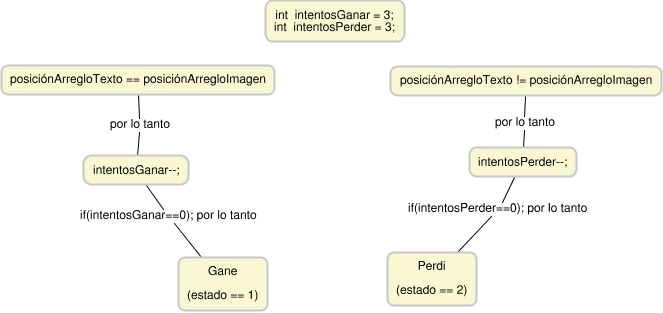 int intentosGanar = 3;
int intentosPerder = 3;
posiciónArregloTexto == posiciónArregloImagen
por lo tanto
intentosGanar--;
if(intentosGanar==0); por lo tanto
Gane
(estado == 1)
posiciónArregloTexto != posiciónArregloImagen
por lo tanto
intentosPerder--;
if(intentosPerder==0); por lo tanto
Perdi
(estado == 2)